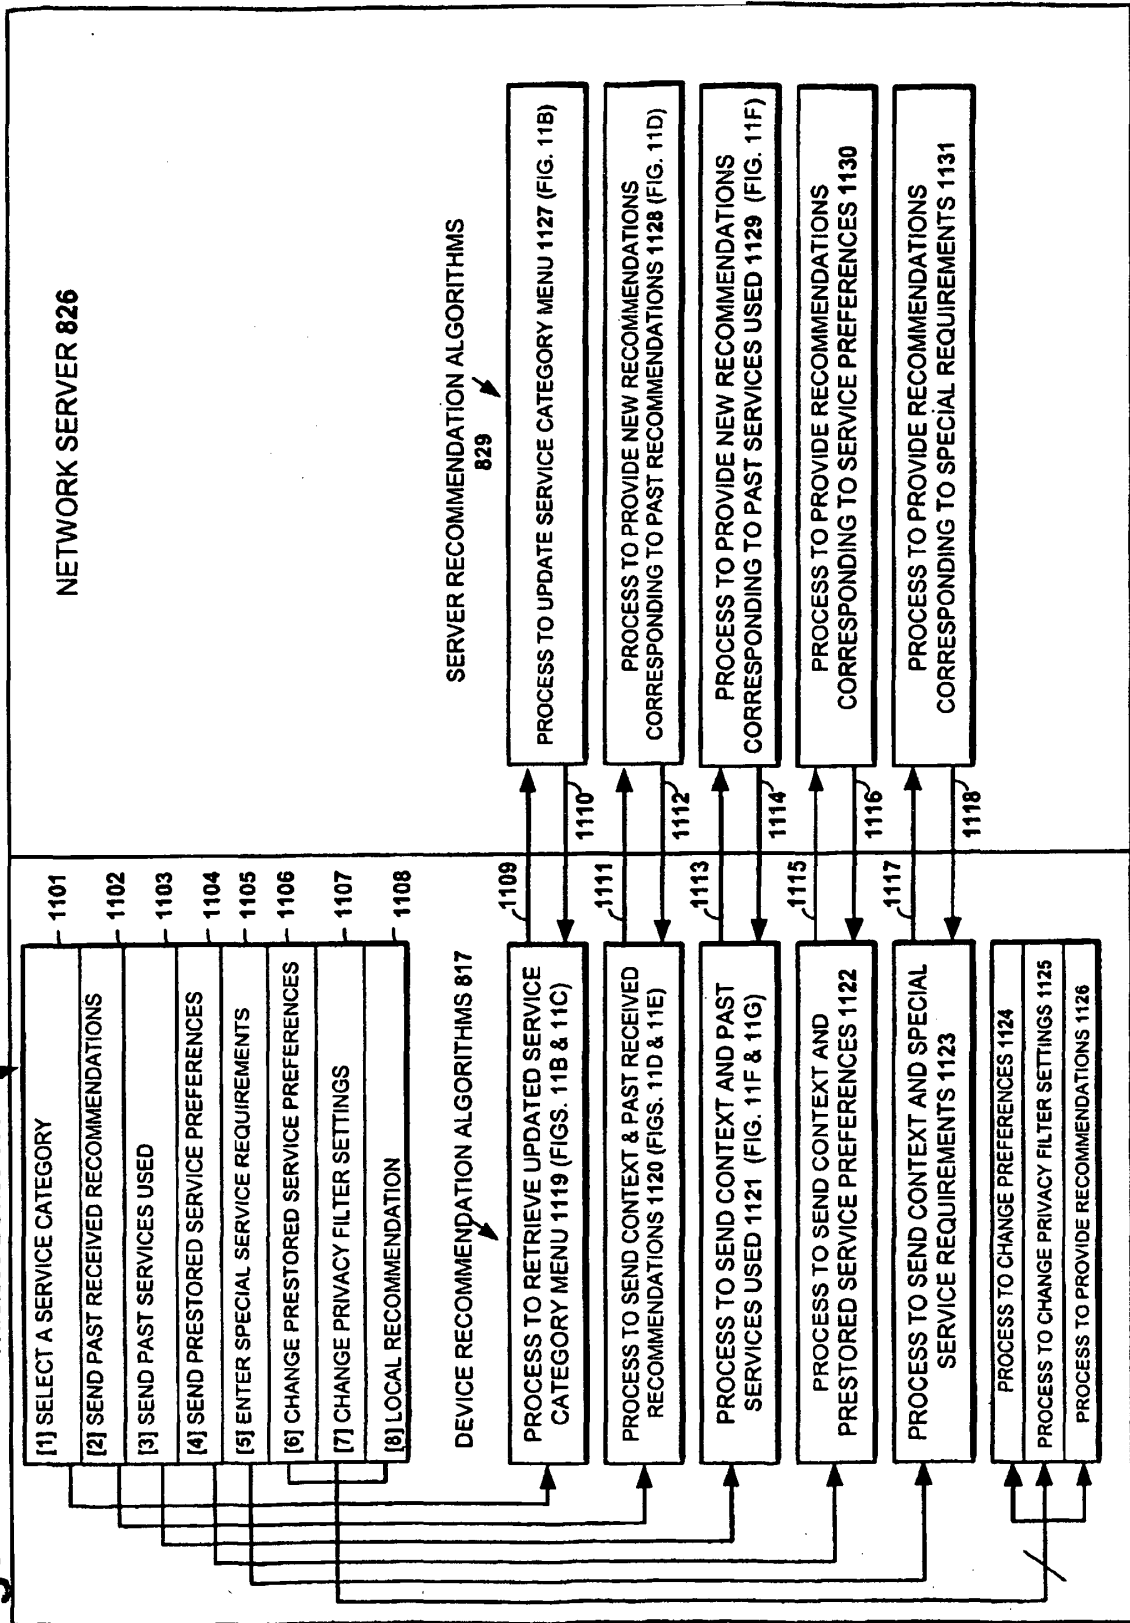 [1] SELECT A SERVICE CATEGORY
1101
[2] SEND PAST RECEIVED RECOMMENDATIONS
1102
[3] SEND PAST SERVICES USED
1103
[4] SEND PRESTORED SERVICE PREFERENCES
1104
[5] ENTER SPECIAL SERVICE REQUIREMENTS
1105
[6] CHANGE PRESTORED SERVICE PREFERENCES
1106
[7] CHANGE PRIVACY FILTER SETTINGS
1107
[8] LOCAL RECOMMENDATION
1108
NETWORK SERVER 826
DEVICE RECOMMENDATION ALGORITHMS 817
SERVER RECOMMENDATION ALGORITHMS
829
PROCESS TO RETRIEVE UPDATED SERVICE
CATEGORY MENU 1119 (FIGS. 11B & 11C)
1109
1110
PROCESS TO UPDATE SERVICE CATEGORY MENU 1127 (FIG. 11B)
PROCESS TO SEND CONTEXT & PAST RECEIVED
RECOMMENDATIONS 1120 (FIGS. 11D & 11E)
1111
1112
PROCESS TO PROVIDE NEW RECOMMENDATIONS
CORRESPONDING TO PAST RECOMMENDATIONS 1128 (FIG. 11D)
PROCESS TO SEND CONTEXT AND PAST
SERVICES USED 1121 (FIG. 11F & 11G)
1113
1114
PROCESS TO PROVIDE NEW RECOMMENDATIONS
CORRESPONDING TO PAST SERVICES USED 1129 (FIG. 11F)
PROCESS TO SEND CONTEXT AND
PRESTORED SERVICE PREFERENCES 1122
1115
1116
PROCESS TO PROVIDE RECOMMENDATIONS
CORRESPONDING TO SERVICE PREFERENCES 1130
PROCESS TO SEND CONTEXT AND SPECIAL
SERVICE REQUIREMENTS 1123
1117
1118
PROCESS TO PROVIDE RECOMMENDATIONS
CORRESPONDING TO SPECIAL REQUIREMENTS 1131
PROCESS TO CHANGE PREFERENCES 1124
PROCESS TO CHANGE PRIVACY FILTER SETTINGS 1125
PROCESS TO PROVIDE RECOMMENDATIONS 1126